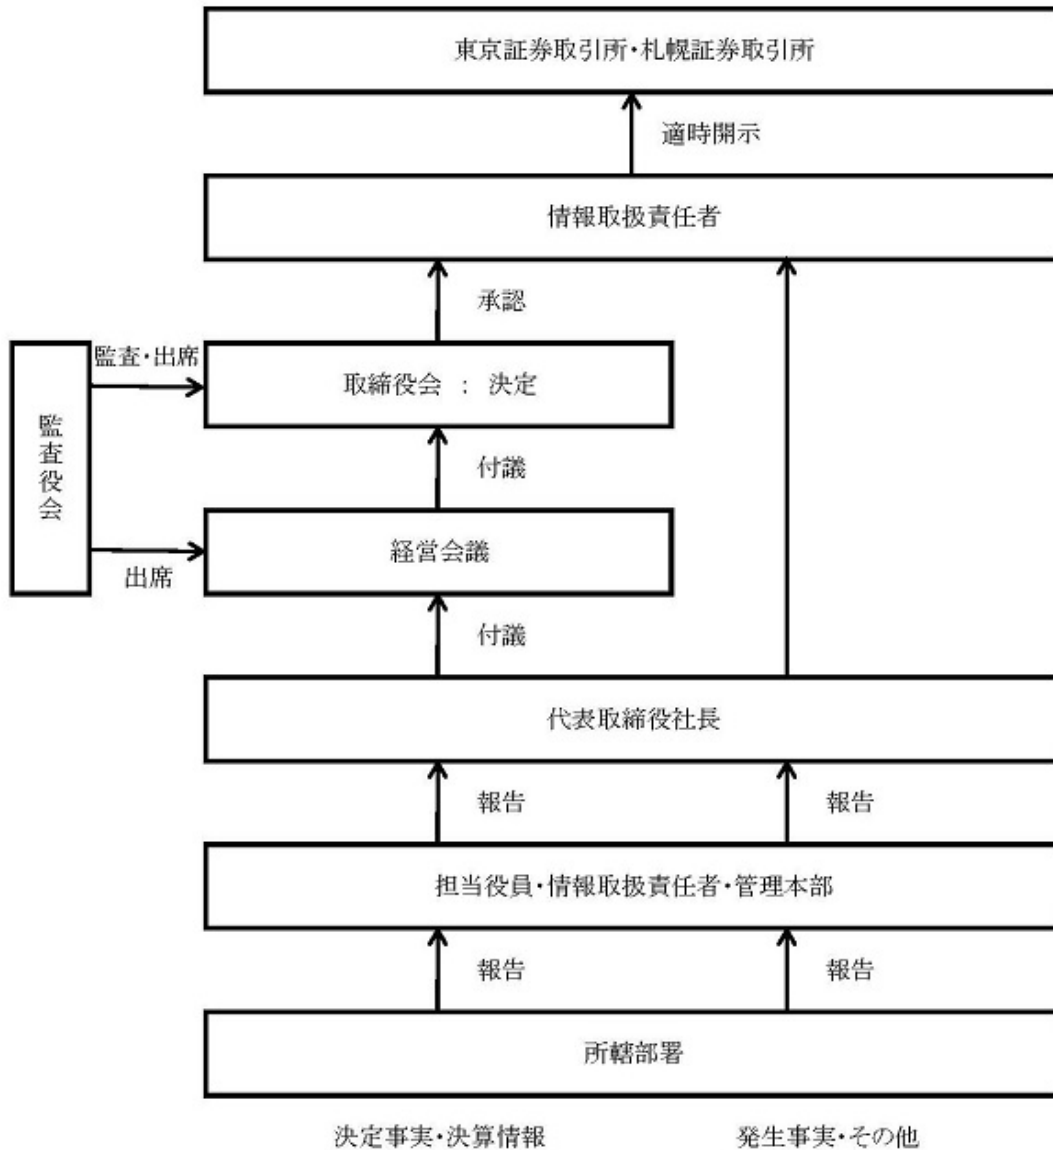 東京証券取引所・札幌証券取引所
適時開示
情報取扱責任者
承認
監査・出席
取締役会 : 決定
監査役会
付議
経営会議
出席
付議
代表取締役社長
報告
報告
担当役員・情報取扱責任者・管理本部
報告
報告
所轄部署
決定事実・決算情報
発生事実・その他